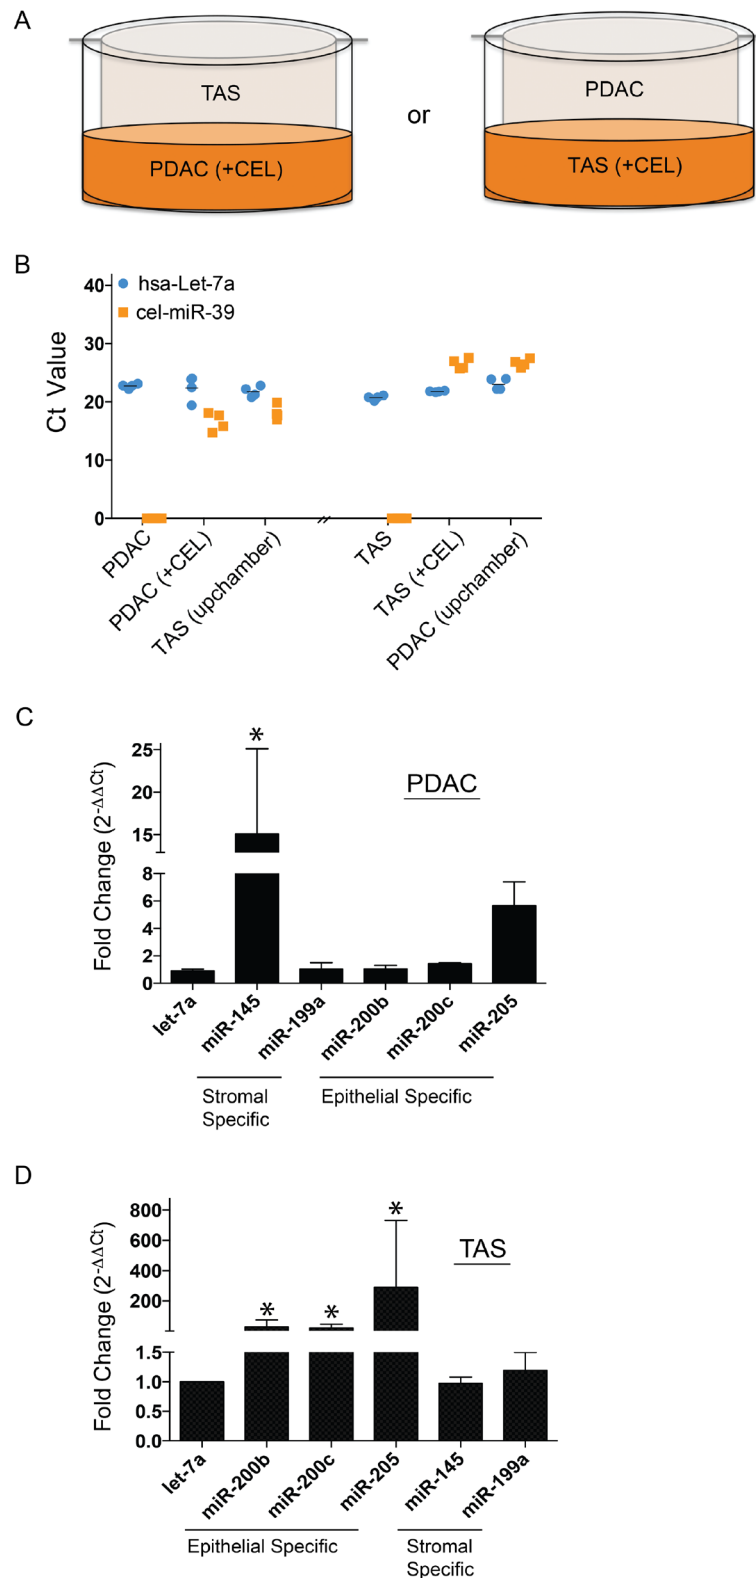 A
TAS
PDAC (+CEL)
or
PDAC
TAS (+CEL)
B
hsa-Let-7a
cel-miR-39
Ct Value
40
30
20
10
0
PDAC
PDAC (+CEL)
TAS (upchamber)
TAS
TAS (+CEL)
PDAC (upchamber)
C
Fold Change (2-ΔΔCt)
25
20
15
8
6
4
2
0
*
PDAC
let-7a
miR-145
miR-199a
miR-200b
miR-200c
miR-205
Stromal
Specific
Epithelial Specific
D
Fold Change (2-ΔΔCt)
800
600
400
200
1.5
1.0
0.5
0.0
*
*
*
TAS
let-7a
miR-200b
miR-200c
miR-205
miR-145
miR-199a
Epithelial Specific
Stromal
Specific